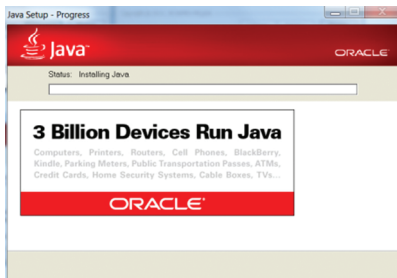 Java Setup - Progress
Java™
ORACLE
Status: Installing Java
3 Billion Devices Run Java
Computers, Printers, Routers, Cell Phones, BlackBerry,
Kindle, Parking Meters, Public Transportation Passes, ATMs,
Credit Cards, Home Security Systems, Cable Boxes, TVs...
ORACLE